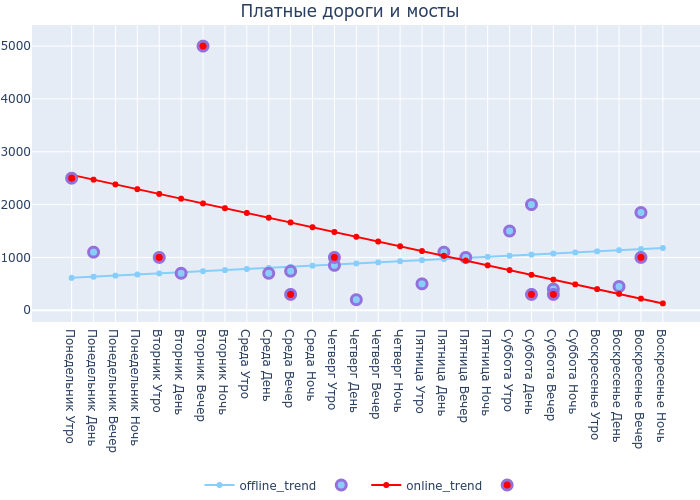 Платные дороги и мосты
5000
4000
3000
2000
1000
0
Понедельник Утро
Понедельник День
Понедельник Вечер
Понедельник Ночь
Вторник Утро
Вторник День
Вторник Вечер
Вторник Ночь
Среда Утро
Среда День
Среда Вечер
Среда Ночь
Четверг Утро
Четверг День
Четверг Вечер
Четверг Ночь
Пятница Утро
Пятница День
Пятница Вечер
Пятница Ночь
Суббота Утро
Суббота День
Суббота Вечер
Суббота Ночь
Воскресенье Утро
Воскресенье День
Воскресенье Вечер
Воскресенье Ночь
offline_trend online_trend